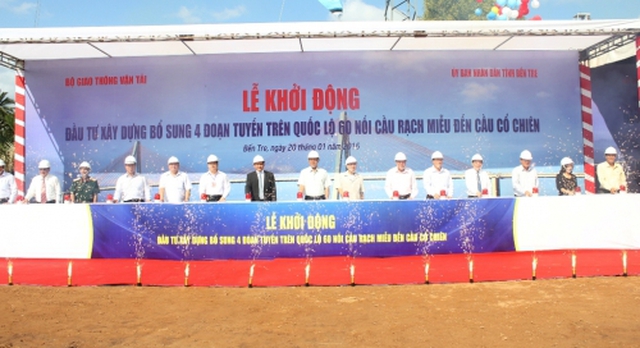 BỘ GIAO THÔNG VẬN TẢI
ỦY BAN NHÂN DÂN TỈNH BẾN TRE
LỄ KHỞI ĐỘNG
ĐẦU TƯ XÂY DỰNG BỔ SUNG 4 ĐOẠN TUYẾN TRÊN QUỐC LỘ 60 NỐI CẦU RẠCH MIỄU ĐẾN CẦU CỔ CHIÊN
Bến Tre, ngày 20 tháng 01 năm 2016
LỄ KHỞI ĐỘNG
ĐẦU TƯ XÂY DỰNG BỔ SUNG 4 ĐOẠN TUYẾN TRÊN QUỐC LỘ 60 NỐI CẦU RẠCH MIỄU ĐẾN CẦU CỔ CHIÊN